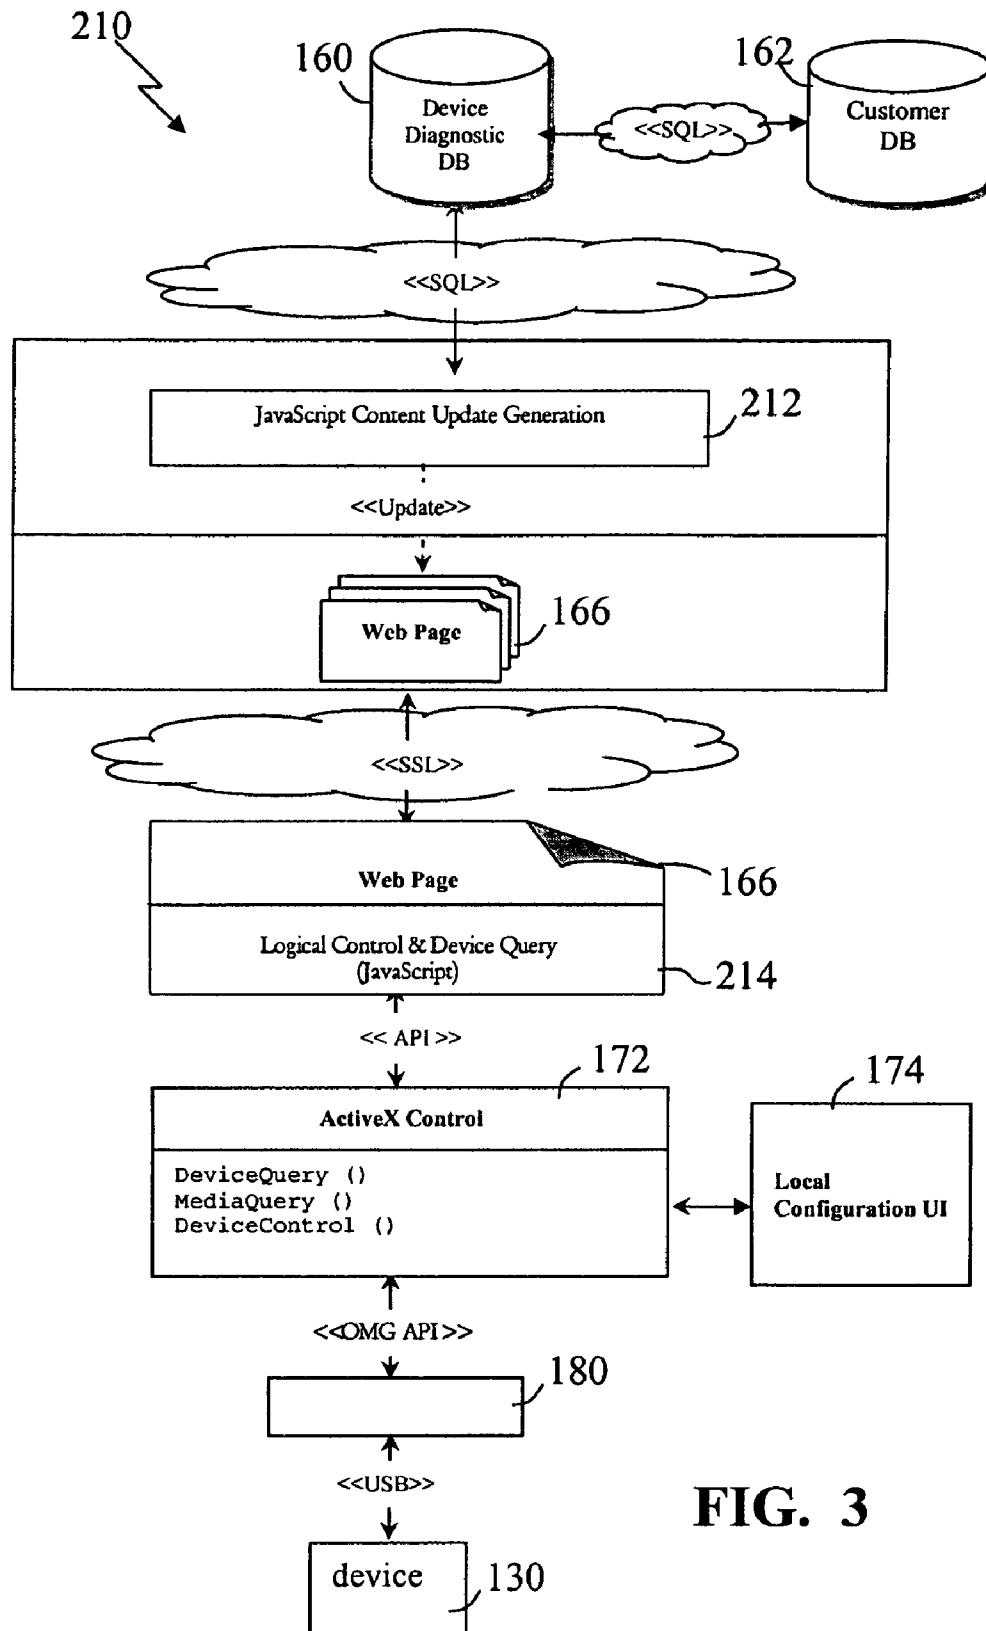 210
160
162
Device
Diagnostic
DB
<<SQL>>
Customer
DB
<<SQL>>
JavaScript Content Update Generation
212
<<Update>>
Web Page
166
<<SSL>>
Web Page
166
Logical Control & Device Query
(JavaScript)
214
<< API >>
172
174
ActiveX Control
DeviceQuery ()
MediaQuery ()
DeviceControl ()
Local
Configuration UI
<<OMG API>>
180
<<USB>>
FIG. 3
device
130